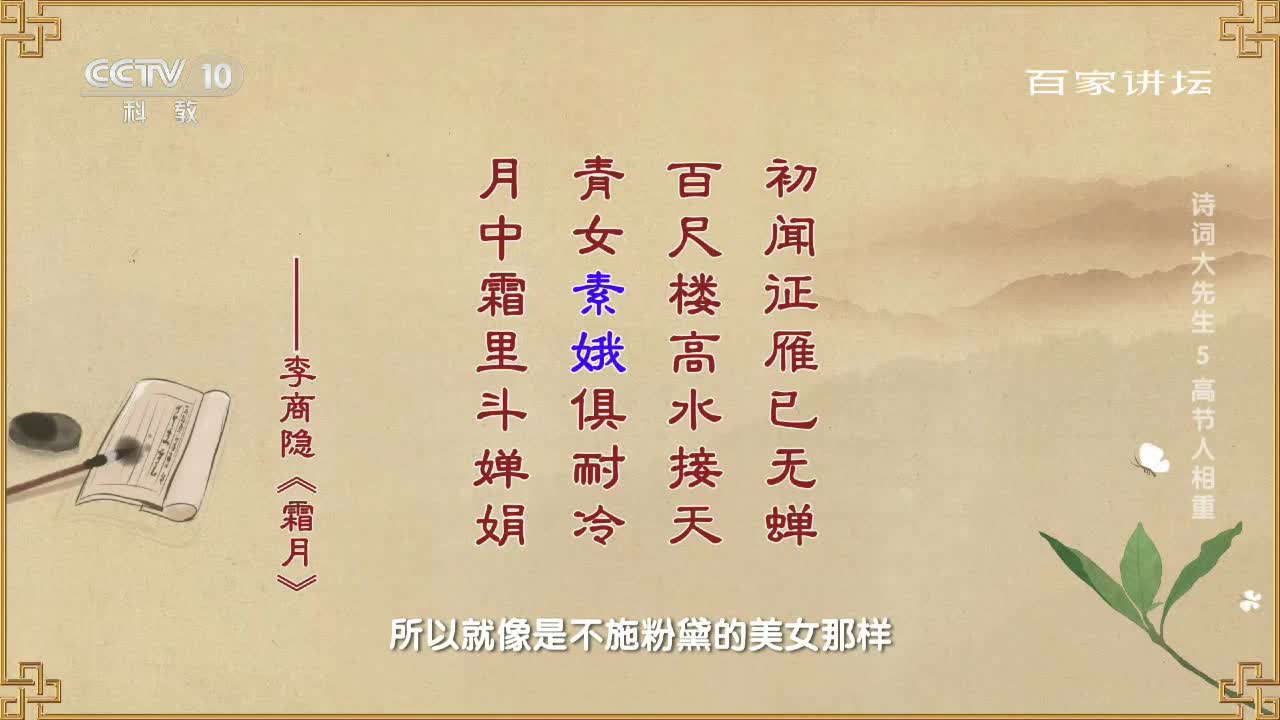 CCTV 10
科教
百家讲坛
初闻征雁已无蝉
百尺楼高水接天
青女素娥俱耐冷
月中霜里斗婵娟
——李商隐《霜月》
诗词大先生 5 高节人相重
所以就像是不施粉黛的美女那样